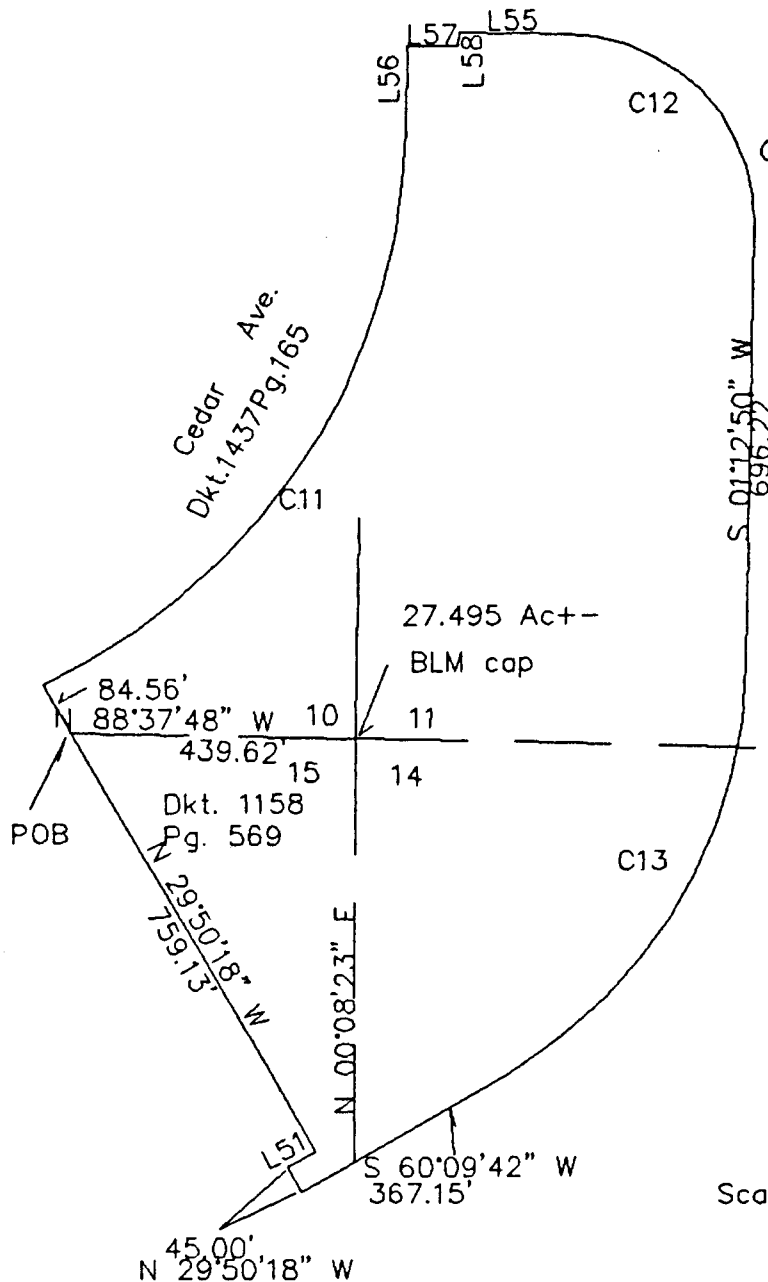 L57
L55
L56
L58
C12
Cedar Ave.
Dkt.1437Pg.165
S 01°12'50" W
696.22
C11
27.495 Ac+-
BLM cap
84.56'
N 88°37'48" W
439.62'
10
11
15
14
POB
Dkt. 1158
Pg. 569
C13
N 29°50'18" W
759.13'
N 00°08'23" E
L51
S 60°09'42" W
367.15'
Sca
45.00'
N 29°50'18" W